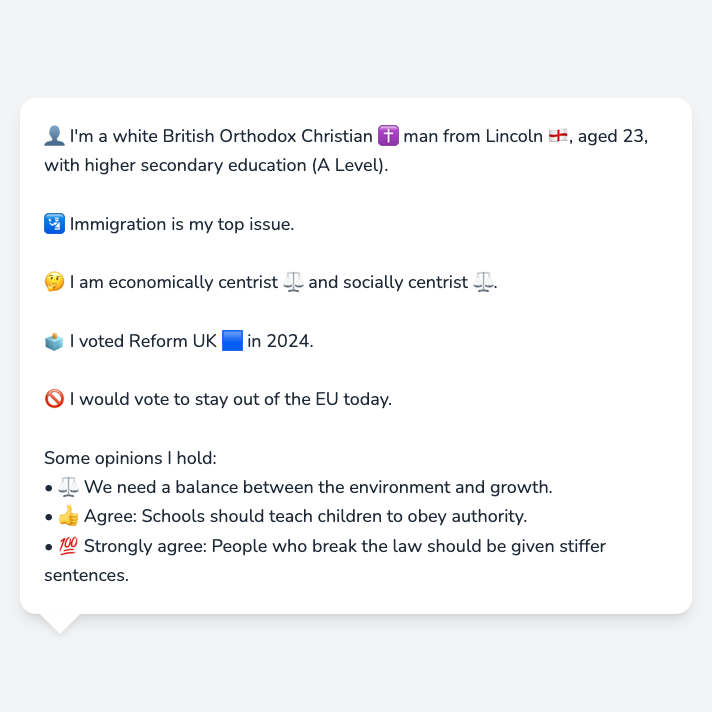 👤 I'm a white British Orthodox Christian ✝️ man from Lincoln 🏴󠁧󠁢󠁥󠁮󠁧󠁿, aged 23,
with higher secondary education (A Level).
🛂 Immigration is my top issue.
🤔 I am economically centrist ⚖️ and socially centrist ⚖️.
🗳️ I voted Reform UK 🟦 in 2024.
🚫 I would vote to stay out of the EU today.
Some opinions I hold:
• ⚖️ We need a balance between the environment and growth.
• 👍 Agree: Schools should teach children to obey authority.
• 💯 Strongly agree: People who break the law should be given stiffer
sentences.